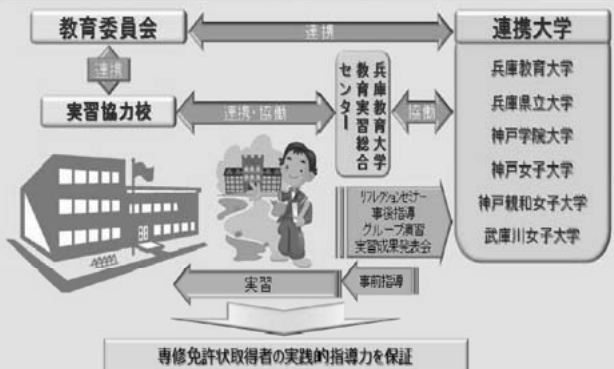 教育委員会
連携
連携大学
連携
実習協力校
連携・協働
兵庫教育大学
教育実習総合
センター
協働
兵庫教育大学
兵庫県立大学
神戸学院大学
神戸女子大学
神戸親和女子大学
武庫川女子大学
リフレクションセミナー
事後指導
グループ演習
実習成果発表会
実習
事前指導
専修免許状取得者の実践的指導力を保証